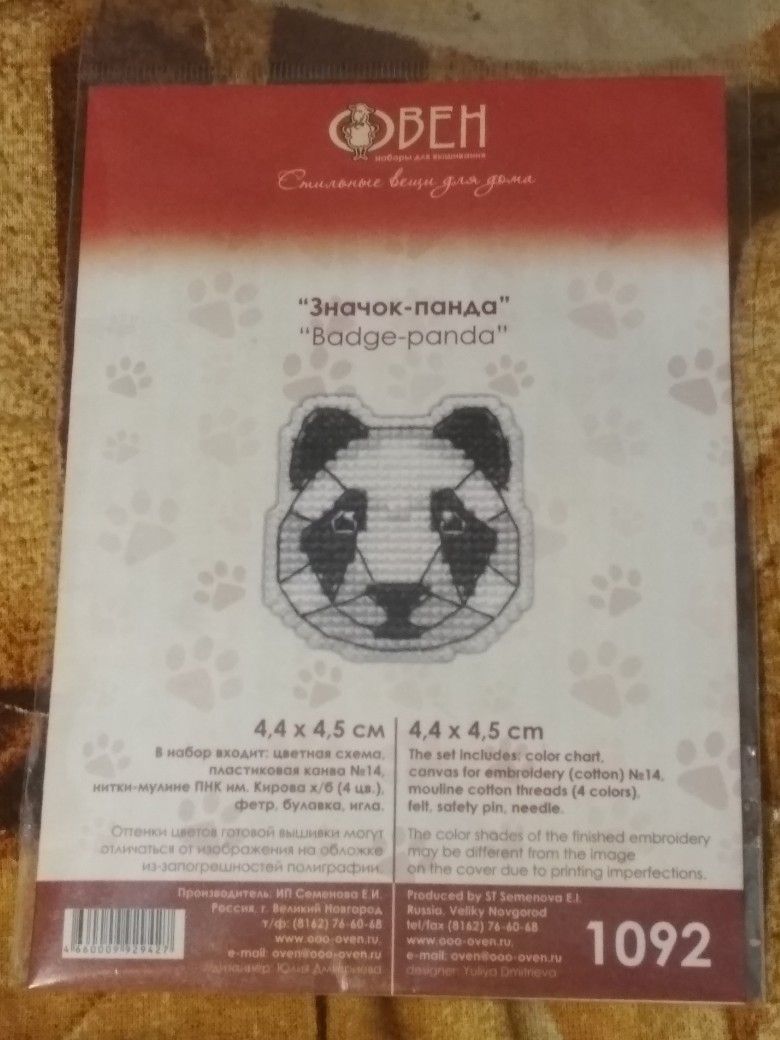 ОВЕН
наборы для вышивания
Стильные вещи для дома
“Значок-панда”
“Badge-panda”
4,4 х 4,5 см
В набор входит: цветная схема,
пластиковая канва №14,
нитки-мулине ПНК им. Кирова х/б (4 цв.),
фетр, булавка, игла.
Оттенки цветов готовой вышивки могут
отличаться от изображения на обложке
из-за погрешностей полиграфии.
4,4 x 4,5 cm
The set includes: color chart,
canvas for embroidery (cotton) №14,
mouline cotton threads (4 colors),
felt, safety pin, needle.
The color shades of the finished embroidery
may be different from the image
on the cover due to printing imperfections.
4 660009 929427
Производитель: ИП Семенова Е.И.
Россия, г. Великий Новгород
т/ф: (8162) 76-60-68
www.ooo-oven.ru,
e-mail: oven@ooo-oven.ru
дизайнер: Юлия Дмитриева
Produced by ST Semenova E.I.
Russia, Veliky Novgorod
tel/fax (8162) 76-60-68
www.ooo-oven.ru,
e-mail: oven@ooo-oven.ru
designer: Yuliya Dmitrieva
1092